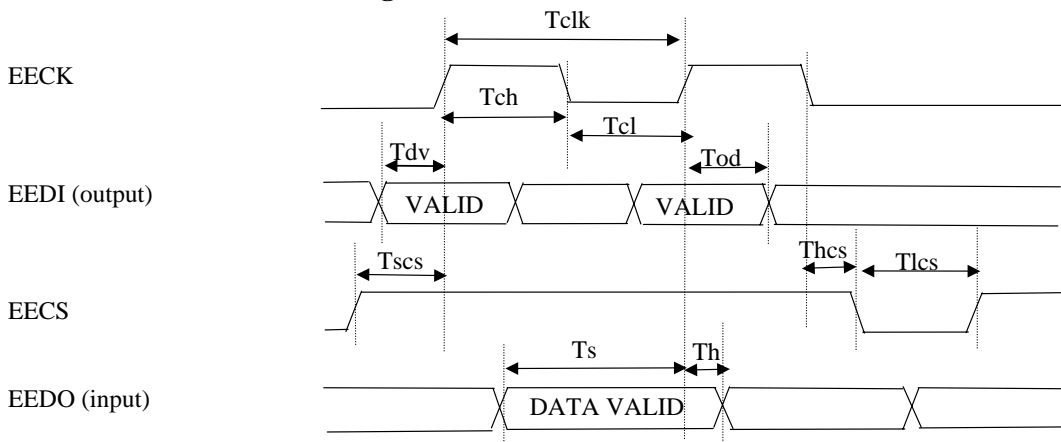 Tclk
EECK
Tch
Tcl
Tdv
Tod
EEDI (output)
VALID
VALID
Thcs
Tscs
Tlcs
EECS
Ts
Th
EEDO (input)
DATA VALID